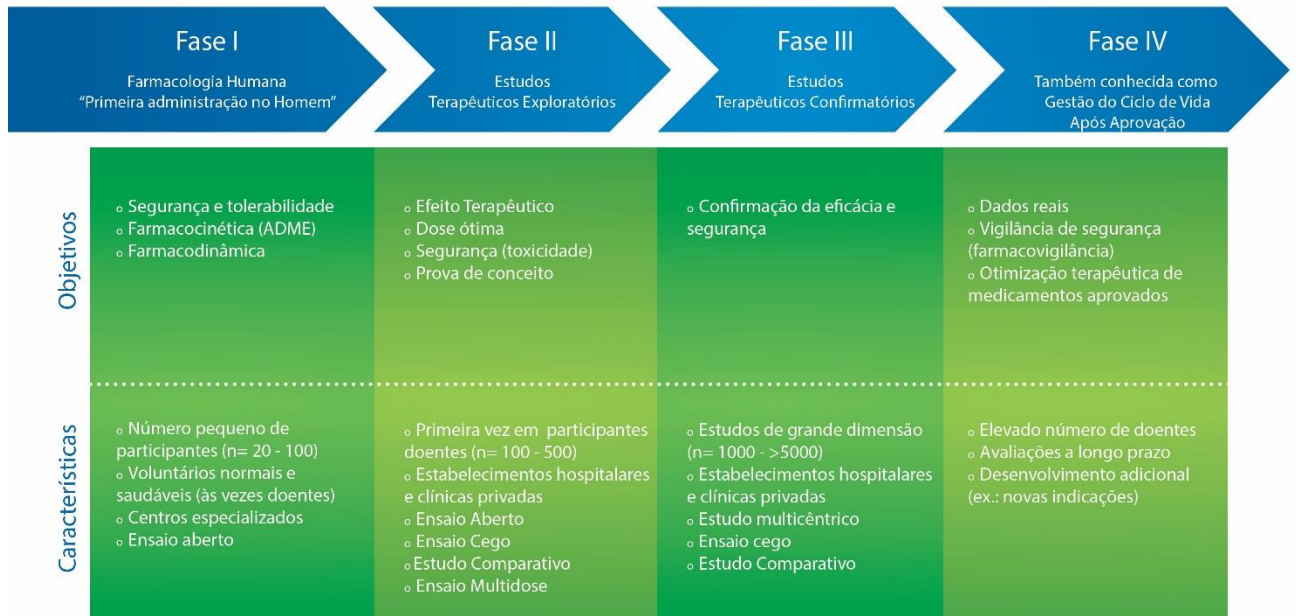 Fase I
Farmacologia Humana
“Primeira administração no Homem”
Fase II
Estudos
Terapêuticos Exploratórios
Fase III
Estudos
Terapêuticos Confirmatórios
Fase IV
Também conhecida como
Gestão do Ciclo de Vida
Após Aprovação
Objetivos
o Segurança e tolerabilidade
o Farmacocinética (ADME)
o Farmacodinâmica
o Efeito Terapêutico
o Dose ótima
o Segurança (toxicidade)
o Prova de conceito
o Confirmação da eficácia e
segurança
o Dados reais
o Vigilância de segurança
(farmacovigilância)
o Otimização terapêutica de
medicamentos aprovados
Características
o Número pequeno de
participantes (n= 20 - 100)
o Voluntários normais e
saudáveis (às vezes doentes)
o Centros especializados
o Ensaio aberto
o Primeira vez em participantes
doentes (n= 100 - 500)
o Estabelecimentos hospitalares
e clínicas privadas
o Ensaio Aberto
o Ensaio Cego
o Estudo Comparativo
o Ensaio Multidose
o Estudos de grande dimensão
(n= 1000 - >5000)
o Estabelecimentos hospitalares
e clínicas privadas
o Estudo multicêntrico
o Ensaio cego
o Estudo Comparativo
o Elevado número de doentes
o Avaliações a longo prazo
o Desenvolvimento adicional
(ex.: novas indicações)